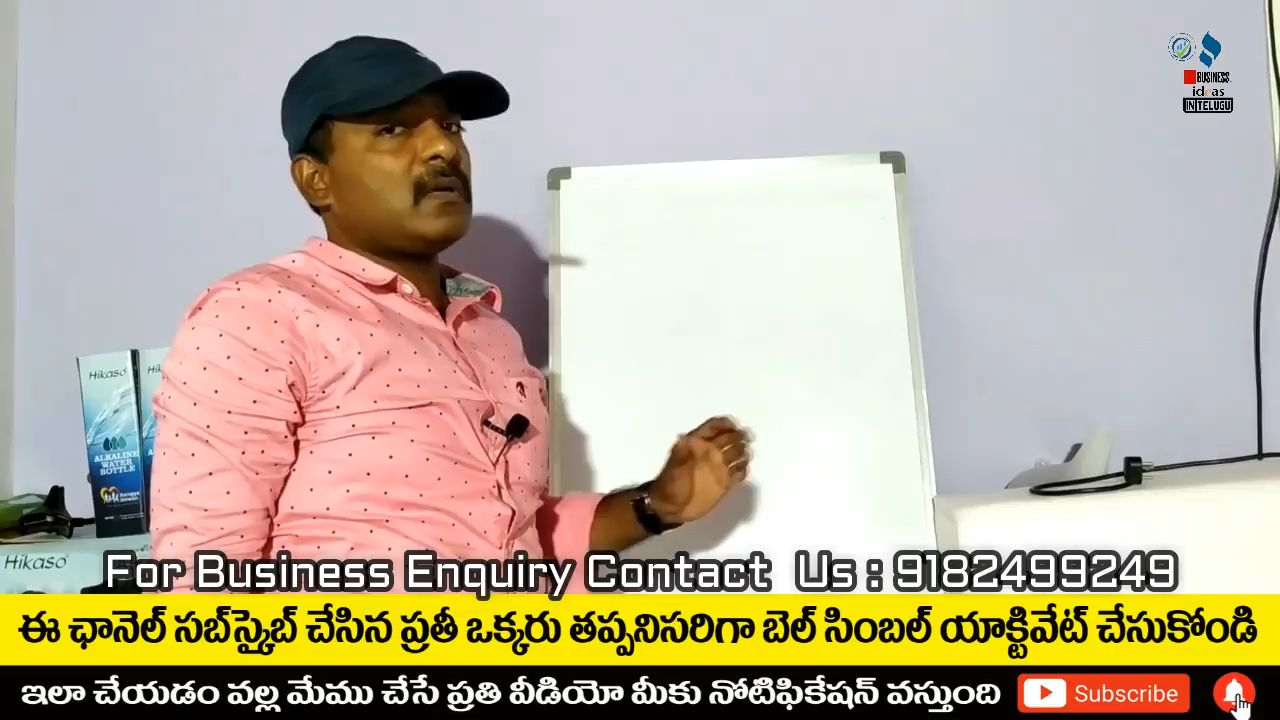 BUSINESS
ideas
IN TELUGU
Hikaso
ALKALINE
WATER
BOTTLE
Hikaso
For Business Enquiry Contact Us : 9182499249
ఈ ఛానెల్ సబ్‌స్క్రైబ్ చేసిన ప్రతీ ఒక్కరు తప్పనిసరిగా బెల్ సింబల్ యాక్టివేట్ చేసుకోండి
ఇలా చేయడం వల్ల మేము చేసే ప్రతి వీడియో మీకు నోటిఫికేషన్ వస్తుంది
Subscribe